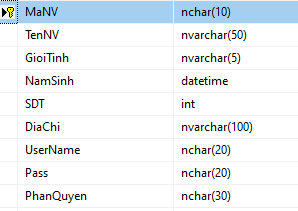 MaNV nchar(10)
TenNV nvarchar(50)
GioiTinh nvarchar(5)
NamSinh datetime
SDT int
DiaChi nvarchar(100)
UserName nchar(20)
Pass nchar(20)
PhanQuyen nchar(30)